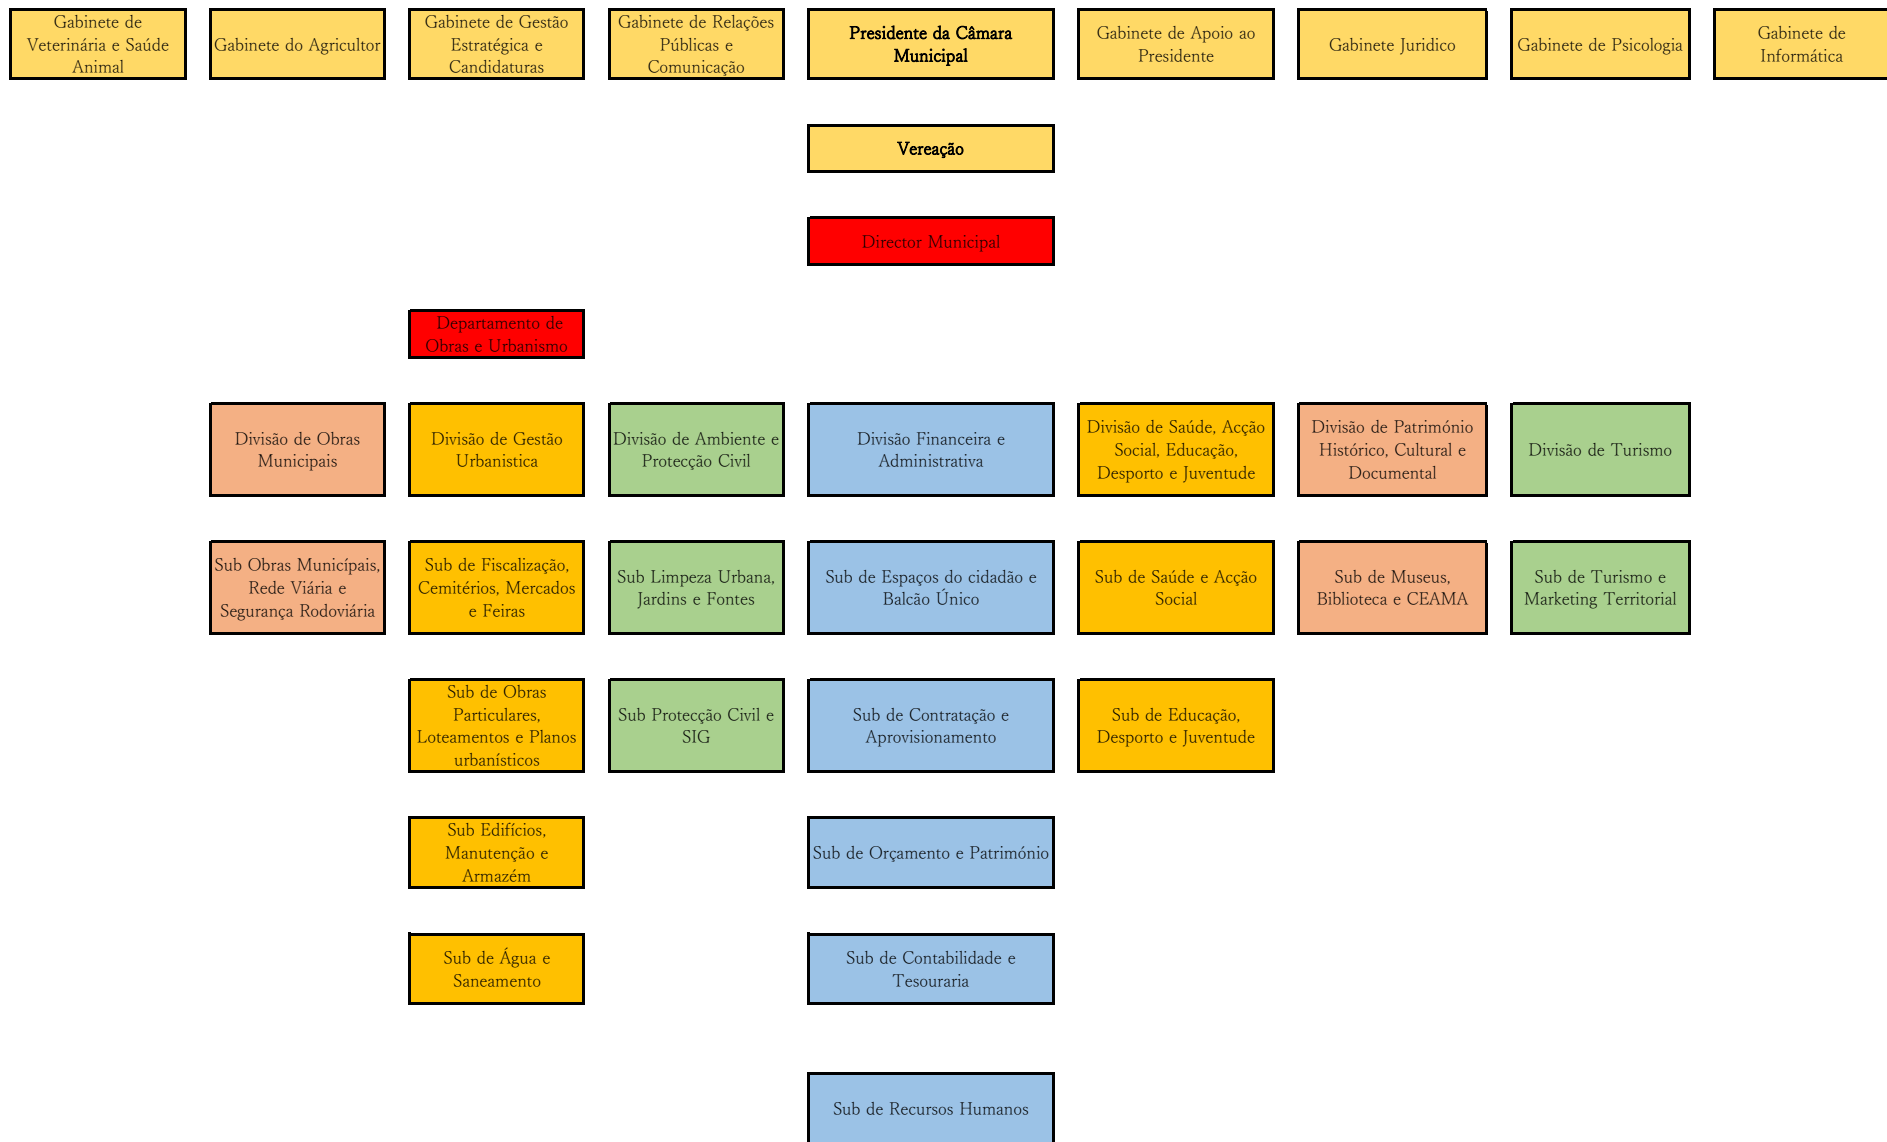 Gabinete de
Veterinária e Saúde
Animal
Gabinete do Agricultor
Gabinete de Gestão
Estratégica e
Candidaturas
Gabinete de Relações
Públicas e
Comunicação
Presidente da Câmara
Municipal
Gabinete de Apoio ao
Presidente
Gabinete Juridico
Gabinete de Psicologia
Gabinete de
Informática
Vereação
Director Municipal
Departamento de
Obras e Urbanismo
Divisão de Obras
Municipais
Divisão de Gestão
Urbanistica
Divisão de Ambiente e
Protecção Civil
Divisão Financeira e
Administrativa
Divisão de Saúde, Acção
Social, Educação,
Desporto e Juventude
Divisão de Património
Histórico, Cultural e
Documental
Divisão de Turismo
Sub Obras Municípais,
Rede Viária e
Segurança Rodoviária
Sub de Fiscalização,
Cemitérios, Mercados
e Feiras
Sub Limpeza Urbana,
Jardins e Fontes
Sub de Espaços do cidadão e
Balcão Único
Sub de Saúde e Acção
Social
Sub de Museus,
Biblioteca e CEAMA
Sub de Turismo e
Marketing Territorial
Sub de Obras
Particulares,
Loteamentos e Planos
urbanísticos
Sub Protecção Civil e
SIG
Sub de Contratação e
Aprovisionamento
Sub de Educação,
Desporto e Juventude
Sub Edifícios,
Manutenção e
Armazém
Sub de Orçamento e Património
Sub de Água e
Saneamento
Sub de Contabilidade e
Tesouraria
Sub de Recursos Humanos